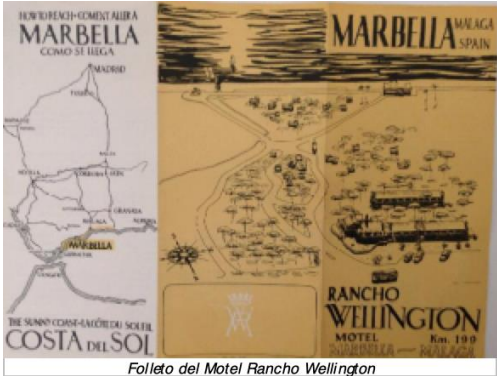 HOW TO REACH-COMENT ALLER A
MARBELLA
COMO SE LLEGA
MADRID
GRANADA
MALAGA
MARBELLA
GIBRALTAR
THE SUNNY COAST-LA CÔTE DU SOLEIL
COSTA DEL SOL
MARBELLA MALAGA
SPAIN
RANCHO
WELLINGTON
MOTEL Km. 190
MARBELLA MALAGA
Folleto del Motel Rancho Wellington